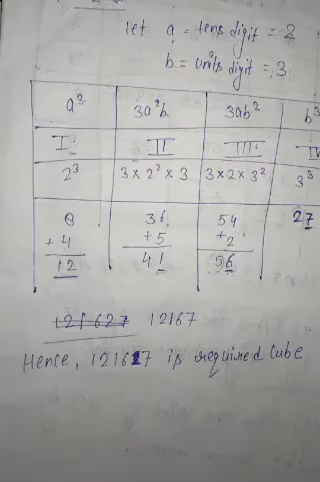 Let a = tens digit = 2
b = units digit = 3
a³ 3a²b 3ab² b³
I. II III.
2³ 3×2²×3 3×2×3² 3³
8 36 54 27
+4 +5 +2
12 41 56
121627 12167
Hence, 12167 is required Cube